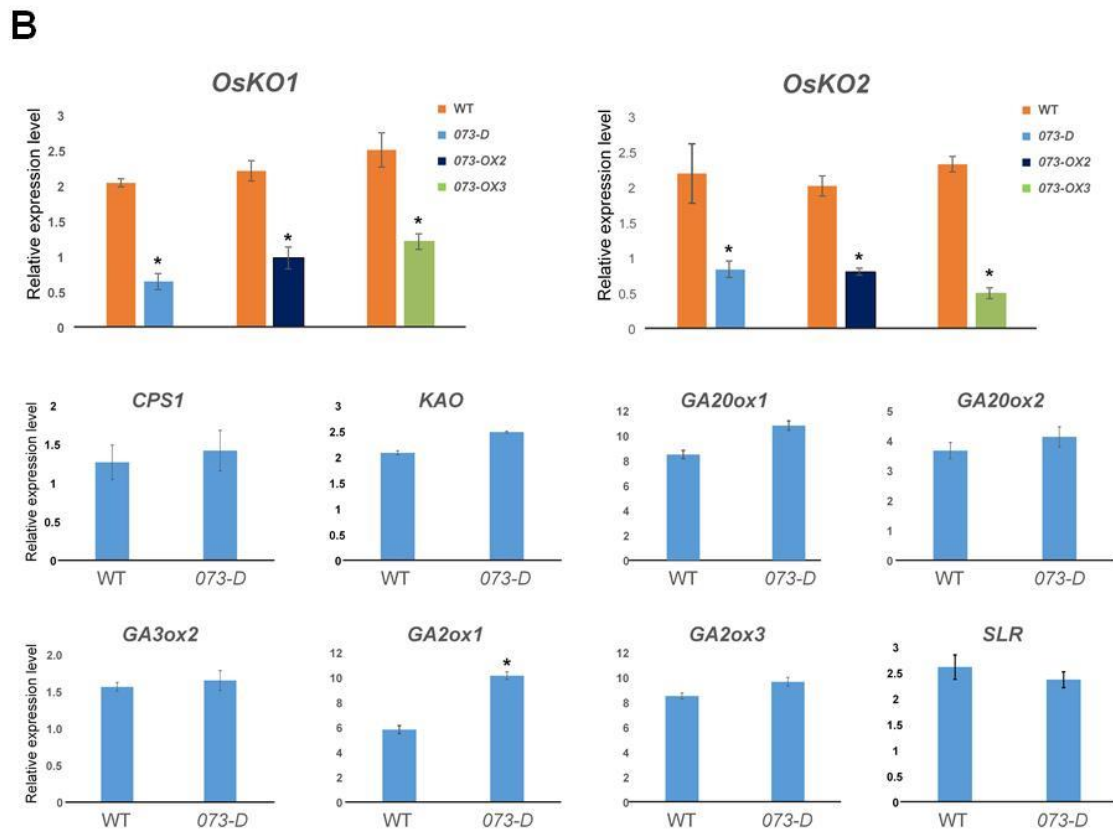 B
OsKO1
Relative expression level
3
2.5
2
1.5
1
0.5
0
*
*
*
WT
073-D
073-OX2
073-OX3
OsKO2
Relative expression level
3
2.5
2
1.5
1
0.5
0
*
*
*
WT
073-D
073-OX2
073-OX3
CPS1
Relative expression level
2
1.5
1
0.5
0
WT 073-D
KAO
3
2.5
2
1.5
1
0.5
0
WT 073-D
GA20ox1
12
10
8
6
4
2
0
WT 073-D
GA20ox2
5
4
3
2
1
0
WT 073-D
GA3ox2
Relative expression level
2.0
1.5
1.0
0.5
0
WT 073-D
GA2ox1
12
10
8
6
4
2
0
*
WT 073-D
GA2ox3
12
10
8
6
4
2
0
WT 073-D
SLR
3
2.5
2
1.5
1
0.5
0
WT 073-D